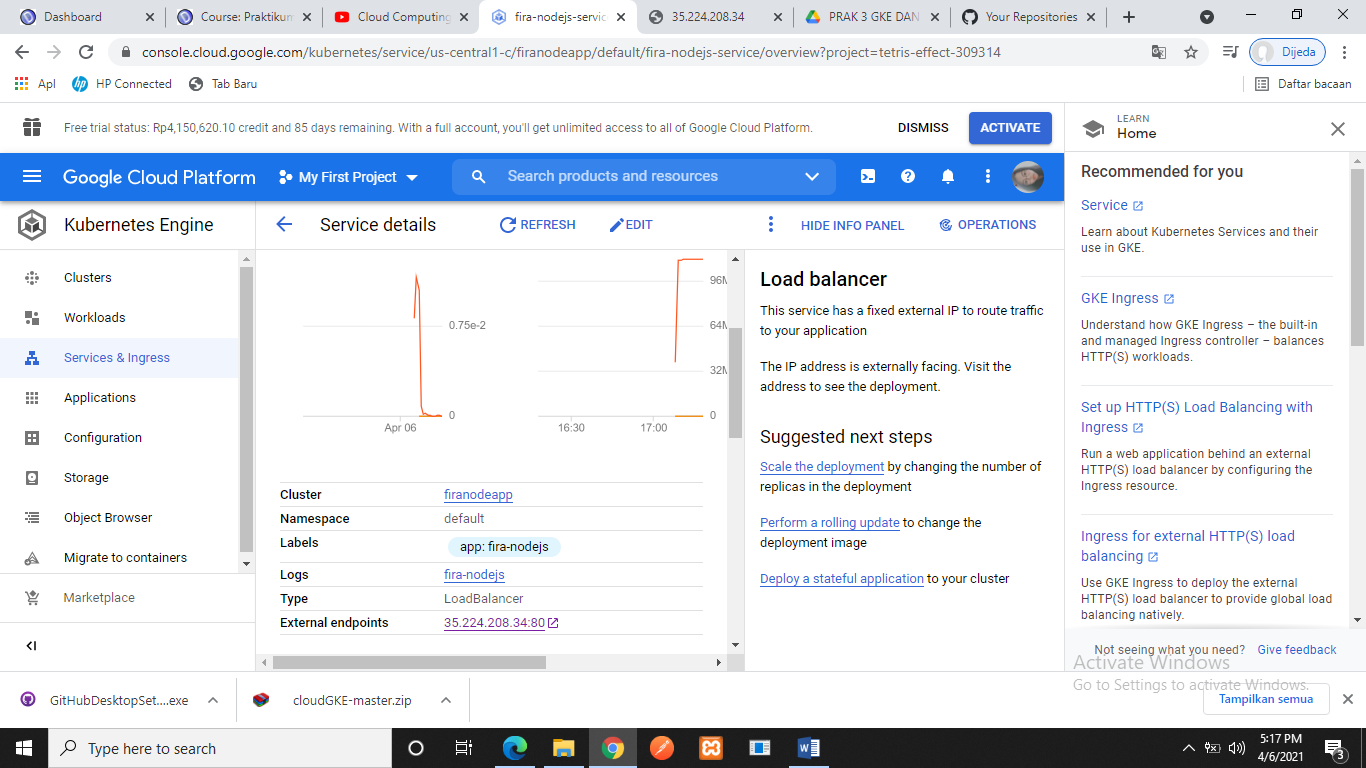 Dashboard
Course: Praktikun
Cloud Computing
fira-nodejs-servic
35.224.208.34
PRAK 3 GKE DAN
Your Repositories
console.cloud.google.com/kubernetes/service/us-central1-c/firanodeapp/default/fira-nodejs-service/overview?project=tetris-effect-309314
Dijeda
Apl
HP Connected
Tab Baru
Daftar bacaan
Free trial status: Rp4,150,620.10 credit and 85 days remaining. With a full account, you'll get unlimited access to all of Google Cloud Platform.
DISMISS
ACTIVATE
LEARN
Home
Google Cloud Platform
My First Project
Search products and resources
Recommended for you
Kubernetes Engine
Service details
REFRESH
EDIT
HIDE INFO PANEL
OPERATIONS
Clusters
Workloads
Services & Ingress
Applications
Configuration
Storage
Object Browser
Migrate to containers
Marketplace
0.75e-2
0
Apr 06
96M
64M
32M
0
16:30
17:00
Cluster
firanodeapp
Namespace
default
Labels
app: fira-nodejs
Logs
fira-nodejs
Type
LoadBalancer
External endpoints
35.224.208.34:80
Load balancer
This service has a fixed external IP to route traffic
to your application
The IP address is externally facing. Visit the
address to see the deployment.
Suggested next steps
Scale the deployment by changing the number of
replicas in the deployment
Perform a rolling update to change the
deployment image
Deploy a stateful application to your cluster
Service
Learn about Kubernetes Services and their
use in GKE.
GKE Ingress
Understand how GKE Ingress – the built-in
and managed Ingress controller – balances
HTTP(S) workloads.
Set up HTTP(S) Load Balancing with
Ingress
Run a web application behind an external
HTTP(S) load balancer by configuring the
Ingress resource.
Ingress for external HTTP(S) load
balancing
Use GKE Ingress to deploy the external
HTTP(S) load balancer to provide global load
balancing natively.
Not seeing what you need?
Give feedback
Activate Windows
Go to Settings to activate Windows.
GitHubDesktopSet....exe
cloudGKE-master.zip
Tampilkan semua
Type here to search
5:17 PM
4/6/2021
3